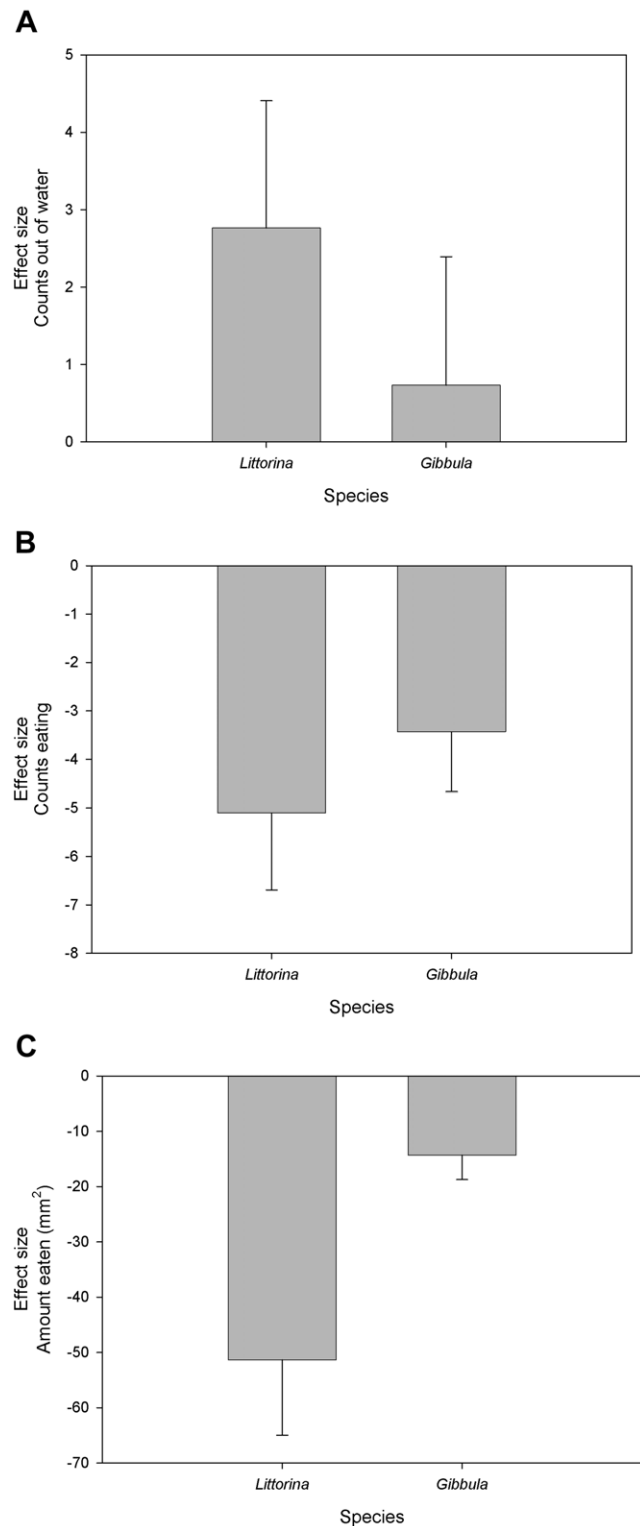 A
5
4
3
2
1
0
Effect size
Counts out of water
Littorina Gibbula
Species
B
0
-1
-2
-3
-4
-5
-6
-7
-8
Effect size
Counts eating
Littorina Gibbula
Species
C
0
-10
-20
-30
-40
-50
-60
-70
Effect size
Amount eaten (mm²)
Littorina Gibbula
Species